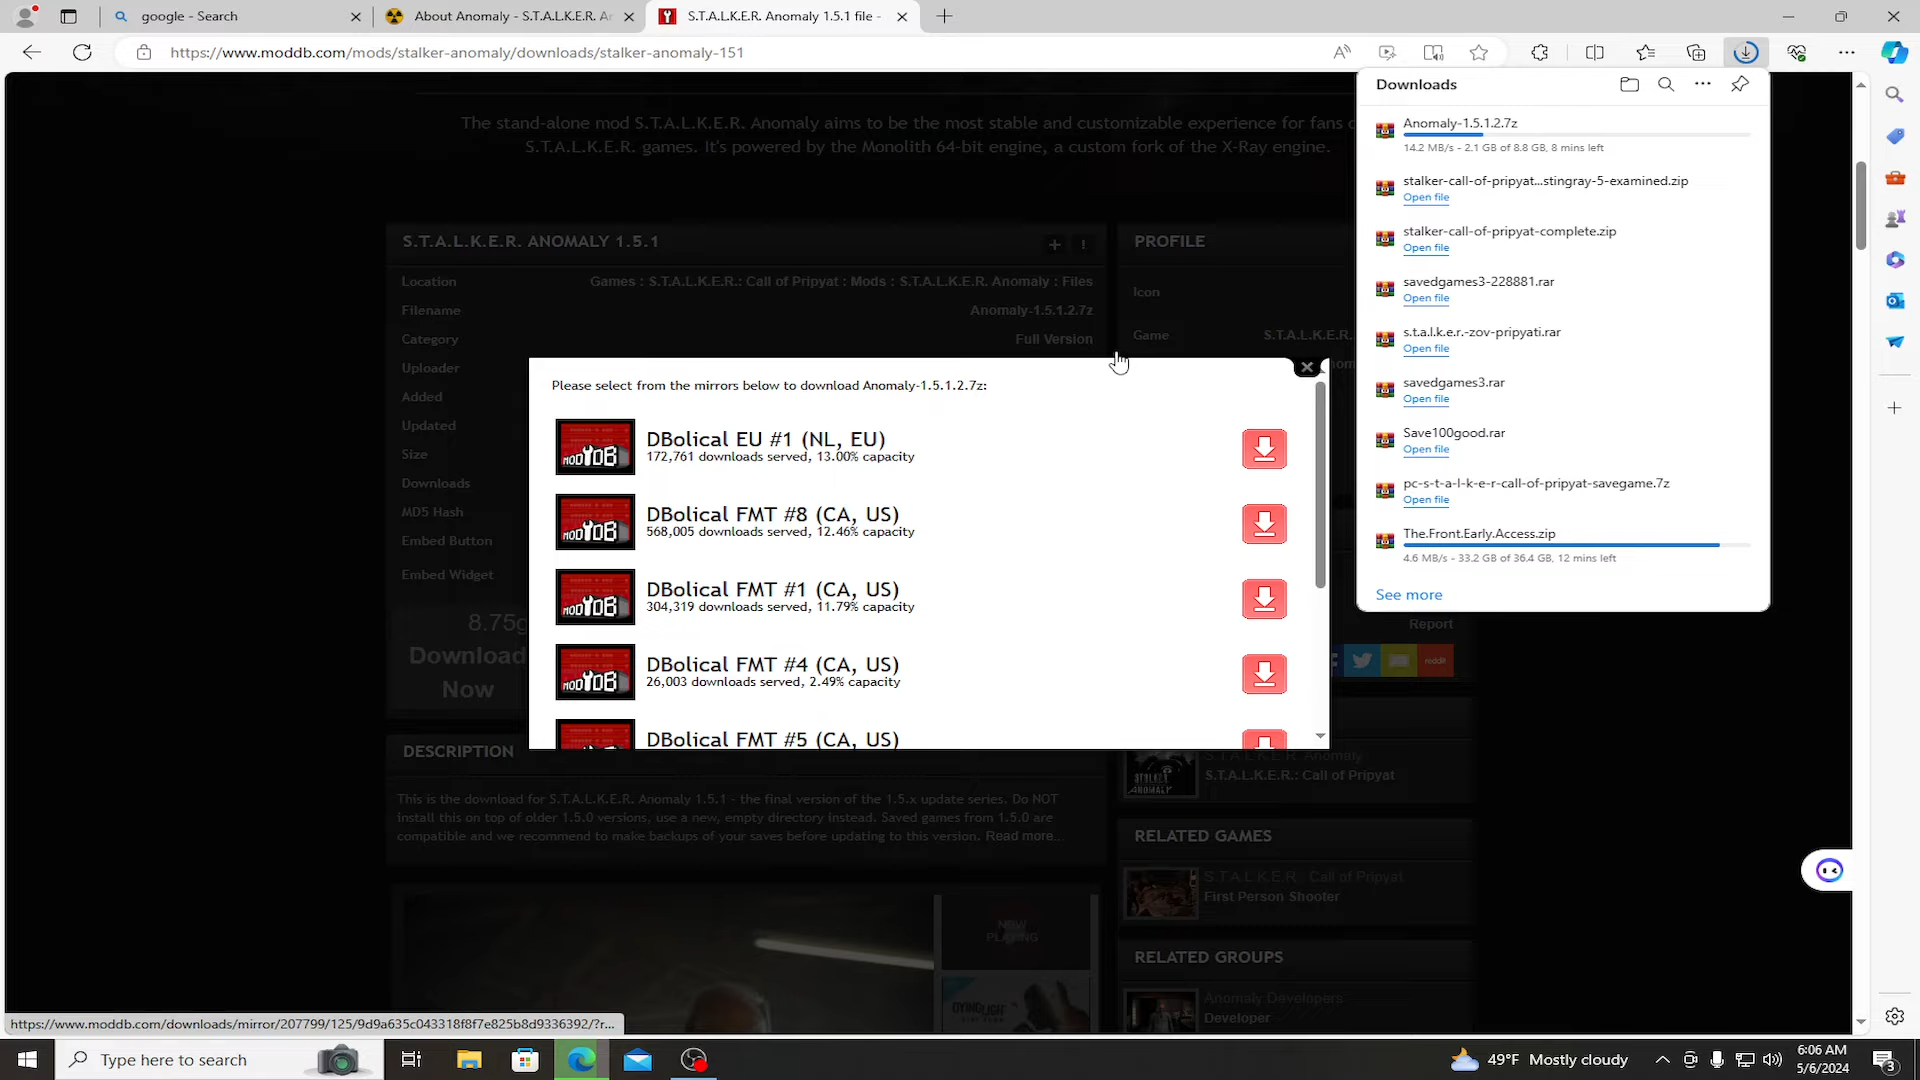 google - Search
About Anomaly - S.T.A.L.K.E.R. Ar
S.T.A.L.K.E.R. Anomaly 1.5.1 file -
https://www.moddb.com/mods/stalker-anomaly/downloads/stalker-anomaly-151
The stand-alone mod S.T.A.L.K.E.R. Anomaly aims to be the most stable and customizable experience for fans o
S.T.A.L.K.E.R. games. It's powered by the Monolith 64-bit engine, a custom fork of the X-Ray engine.
S.T.A.L.K.E.R. ANOMALY 1.5.1
Location
Games : S.T.A.L.K.E.R.: Call of Pripyat : Mods : S.T.A.L.K.E.R. Anomaly : Files
Filename
Anomaly-1.5.1.2.7z
Category
Full Version
Uploader
Added
Updated
Size
Downloads
MD5 Hash
Embed Button
Embed Widget
8.75g
Download
Now
PROFILE
Icon
Game
S.T.A.L.K.E.R.
Please select from the mirrors below to download Anomaly-1.5.1.2.7z:
DBolical EU #1 (NL, EU)
172,761 downloads served, 13.00% capacity
DBolical FMT #8 (CA, US)
568,005 downloads served, 12.46% capacity
DBolical FMT #1 (CA, US)
304,319 downloads served, 11.79% capacity
DBolical FMT #4 (CA, US)
26,003 downloads served, 2.49% capacity
DBolical FMT #5 (CA, US)
Downloads
Anomaly-1.5.1.2.7z
14.2 MB/s - 2.1 GB of 8.8 GB, 8 mins left
stalker-call-of-pripyat...stingray-5-examined.zip
Open file
stalker-call-of-pripyat-complete.zip
Open file
savedgames3-228881.rar
Open file
s.t.a.l.k.e.r.-zov-pripyati.rar
Open file
savedgames3.rar
Open file
Save100good.rar
Open file
pc-s-t-a-l-k-e-r-call-of-pripyat-savegame.7z
Open file
The.Front.Early.Access.zip
4.6 MB/s - 33.2 GB of 36.4 GB, 12 mins left
See more
Report
reddit
DESCRIPTION
This is the download for S.T.A.L.K.E.R. Anomaly 1.5.1 - the final version of the 1.5.x update series. Do NOT
install this on top of older 1.5.0 versions, use a new, empty directory instead. Saved games from 1.5.0 are
compatible and we recommend to make backups of your saves before updating to this version. Read more...
NOW
PLAYING
DYINGLIGHT
S.T.A.L.K.E.R. Anomaly
S.T.A.L.K.E.R.: Call of Pripyat
RELATED GAMES
S.T.A.L.K.E.R.: Call of Pripyat
First Person Shooter
RELATED GROUPS
Anomaly Developers
Developer
https://www.moddb.com/downloads/mirror/207799/125/9d9a635c043318f8f7e825b8d9336392/?r...
Type here to search
49°F Mostly cloudy
6:06 AM
5/6/2024
3